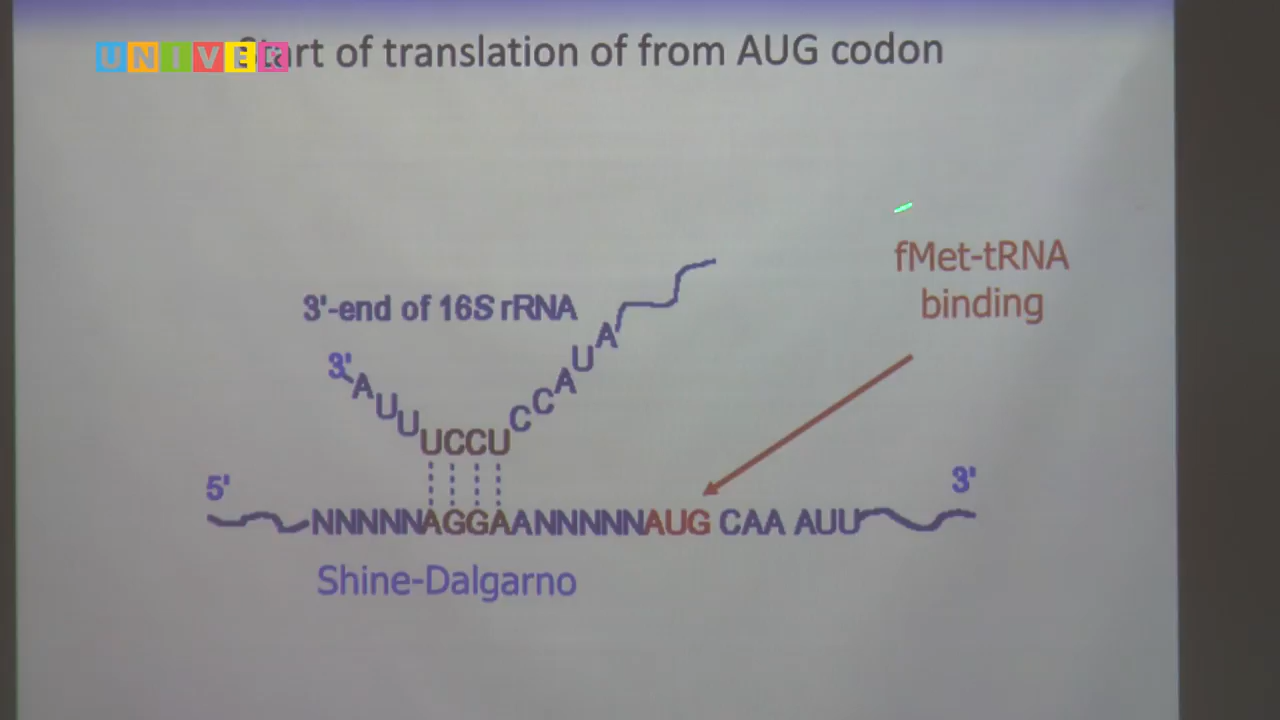 UNIVER
Start of translation of from AUG codon
fMet-tRNA
binding
3'-end of 16S rRNA
3'
AUUUCCUCCAUA
5'
3'
NNNNNAGGAANNNNNAUG CAA AUU
Shine-Dalgarno